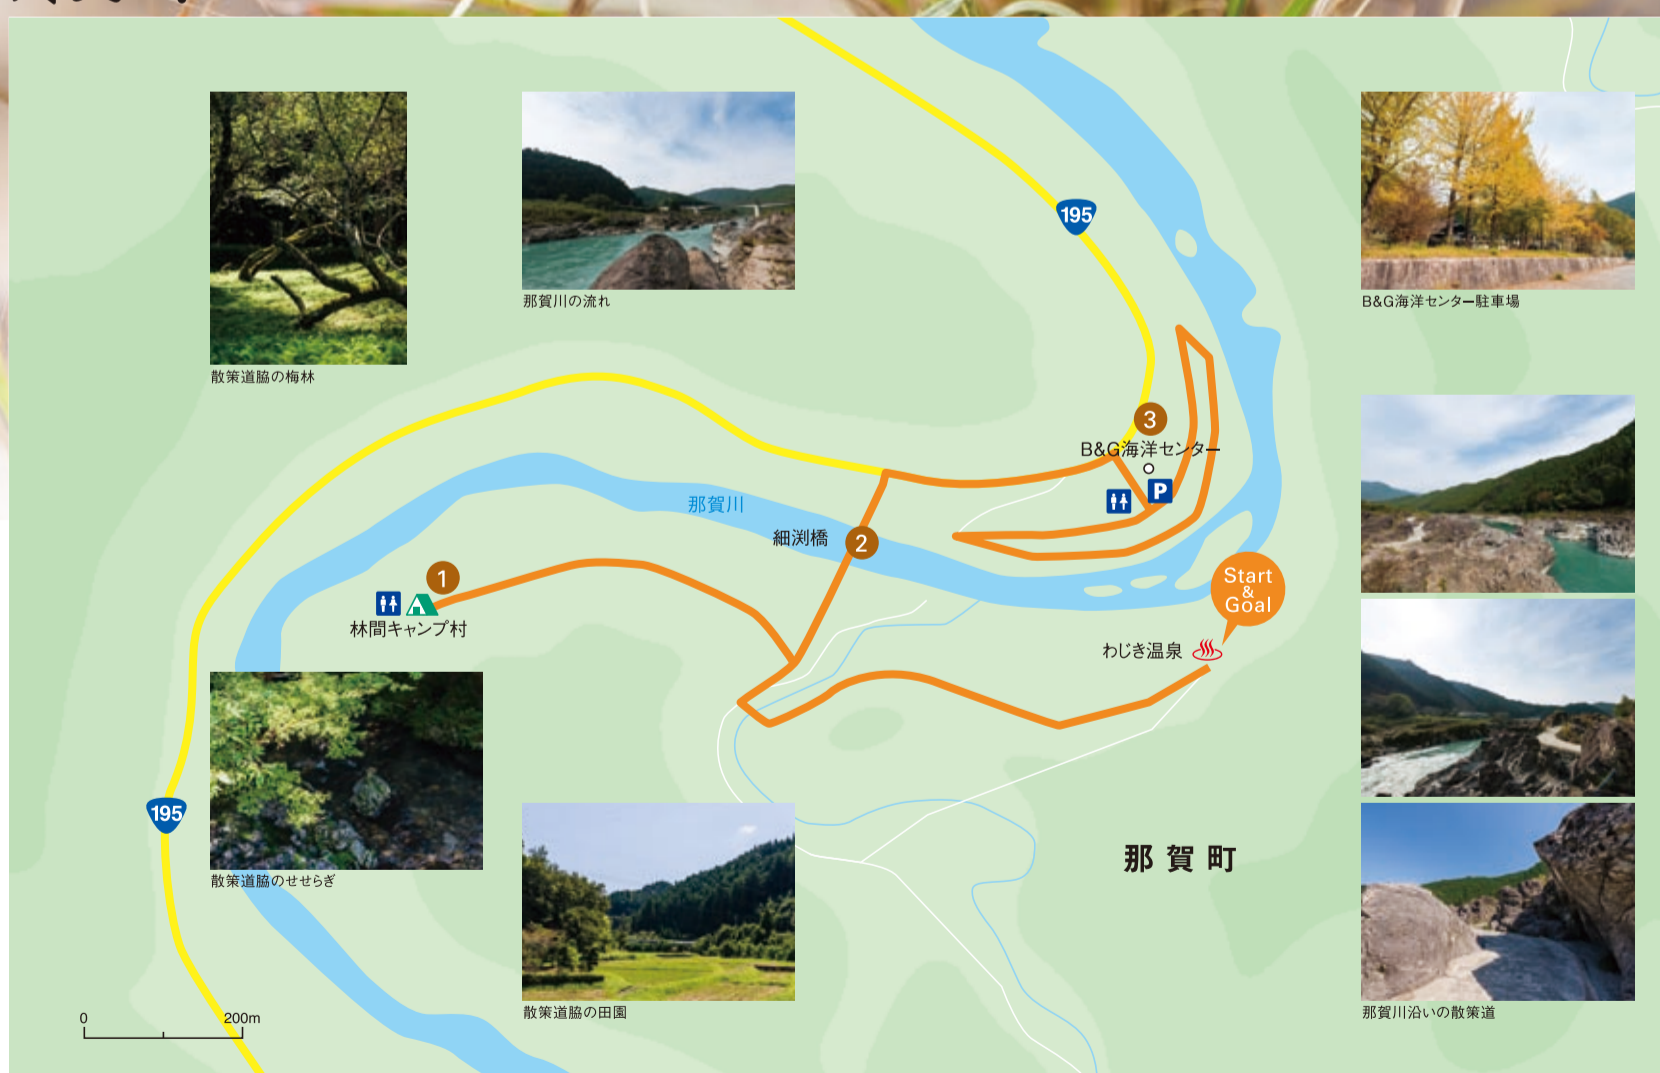 195
散策道脇の梅林
那賀川の流れ
B&G海洋センター駐車場
3
B&G海洋センター
P
那賀川
細渕橋
2
1
林間キャンプ村
Start
&
Goal
わじき温泉
195
散策道脇のせせらぎ
那賀町
散策道脇の田園
那賀川沿いの散策道
0
200m